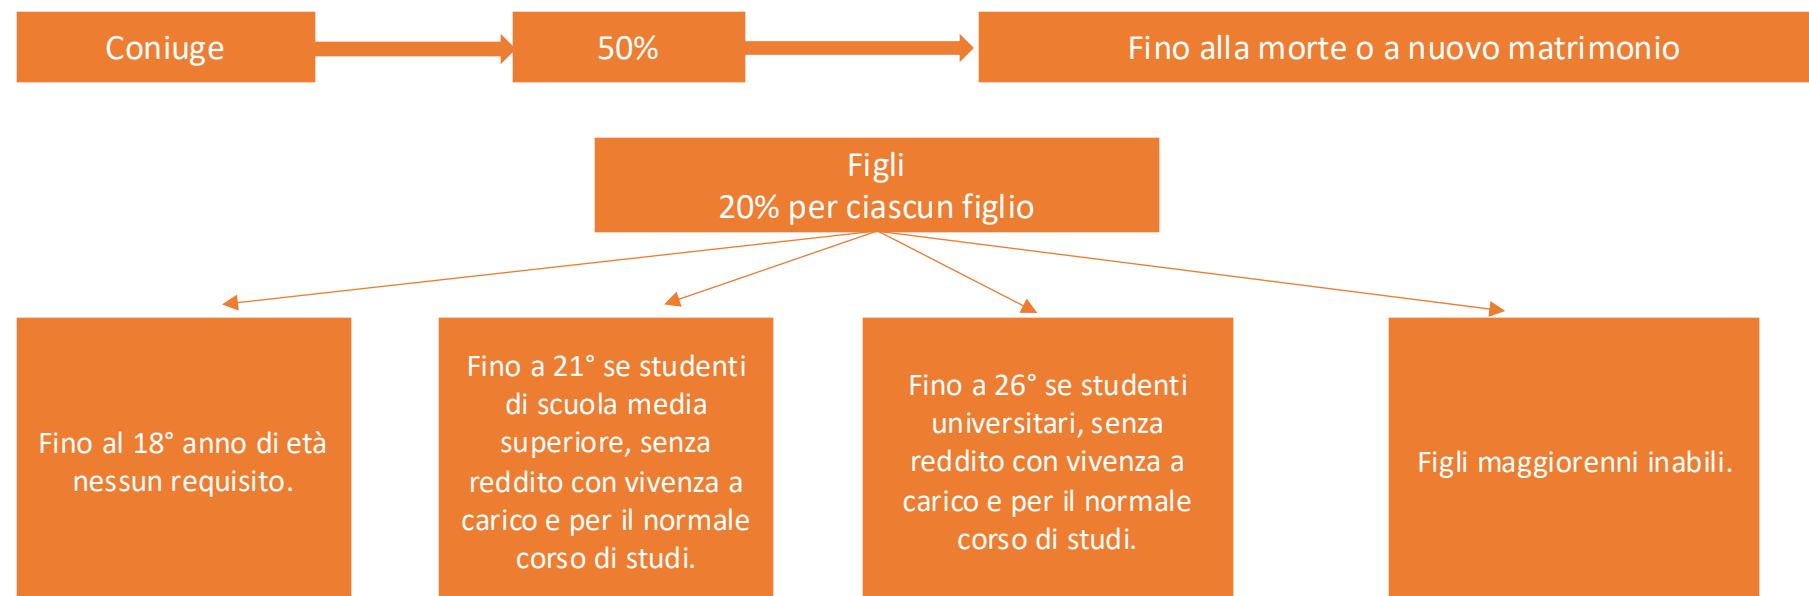 Coniuge
50%
Fino alla morte o a nuovo matrimonio
Figli
20% per ciascun figlio
Fino al 18° anno di età
nessun requisito.
Fino a 21° se studenti
di scuola media
superiore, senza
reddito con vivenza a
carico e per il normale
corso di studi.
Fino a 26° se studenti
universitari, senza
reddito con vivenza a
carico e per il normale
corso di studi.
Figli maggiorenni inabili.